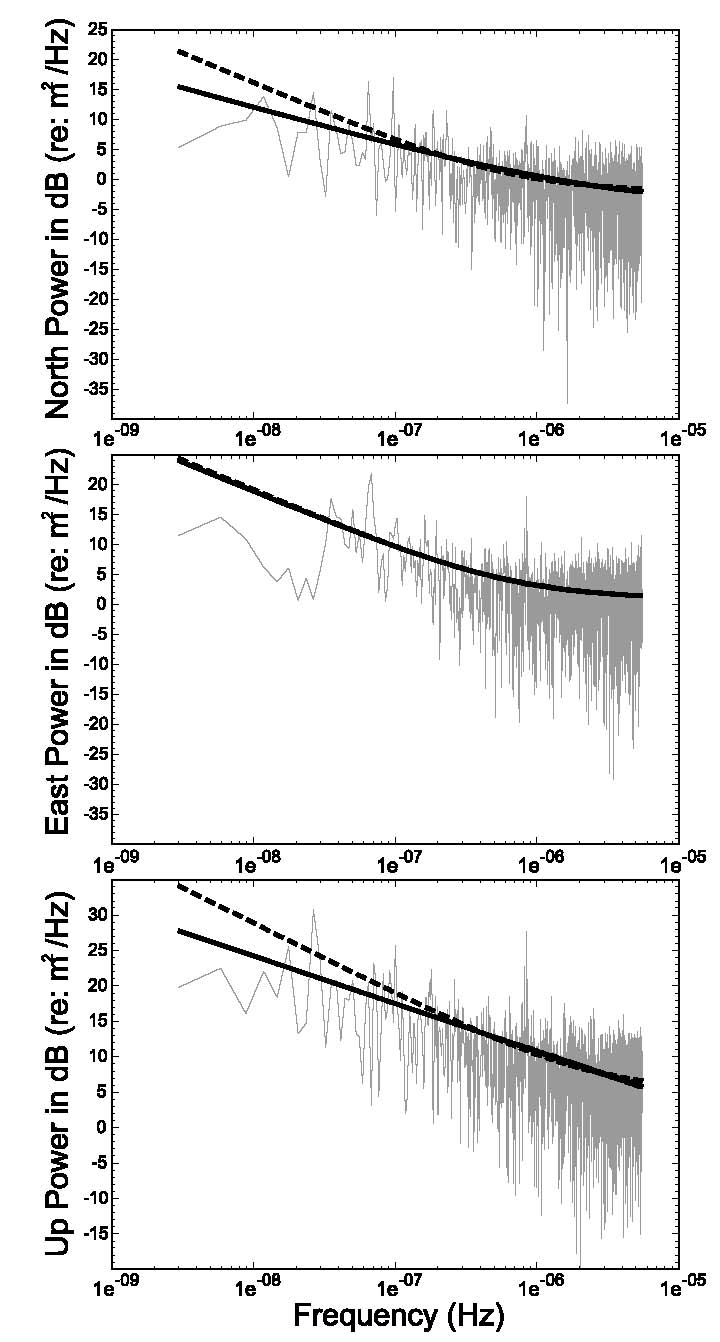 North Power in dB (re: m²/Hz)
25
20
15
10
5
0
-5
-10
-15
-20
-25
-30
-35
1e-09
1e-08
1e-07
1e-06
1e-05
East Power in dB (re: m²/Hz)
20
15
10
5
0
-5
-10
-15
-20
-25
-30
-35
1e-09
1e-08
1e-07
1e-06
1e-05
Up Power in dB (re: m²/Hz)
30
25
20
15
10
5
0
-5
-10
-15
1e-09
1e-08
1e-07
1e-06
1e-05
Frequency (Hz)